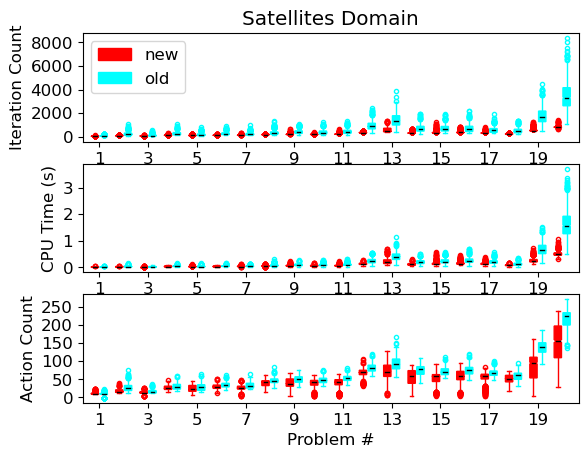 Satellites Domain
Iteration Count
8000
6000
4000
2000
0
new
old
1 3 5 7 9 11 13 15 17 19
CPU Time (s)
3
2
1
0
1 3 5 7 9 11 13 15 17 19
Action Count
250
200
150
100
50
0
1 3 5 7 9 11 13 15 17 19
Problem #